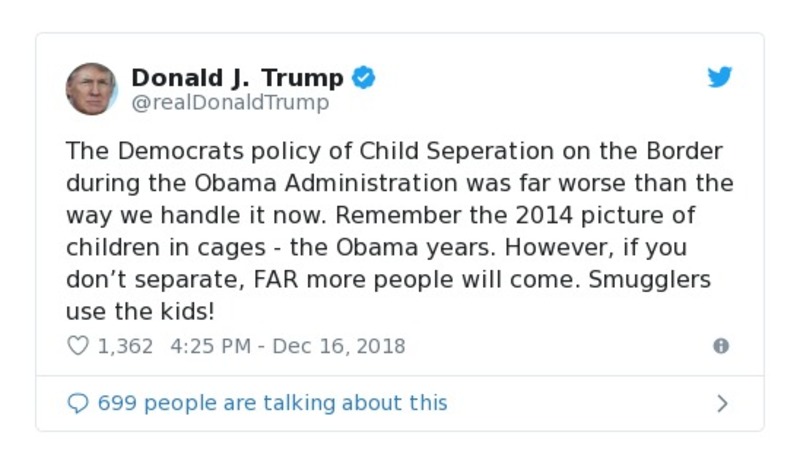 Donald J. Trump
@realDonaldTrump
The Democrats policy of Child Seperation on the Border
during the Obama Administration was far worse than the
way we handle it now. Remember the 2014 picture of
children in cages - the Obama years. However, if you
don’t separate, FAR more people will come. Smugglers
use the kids!
1,362 4:25 PM - Dec 16, 2018
699 people are talking about this